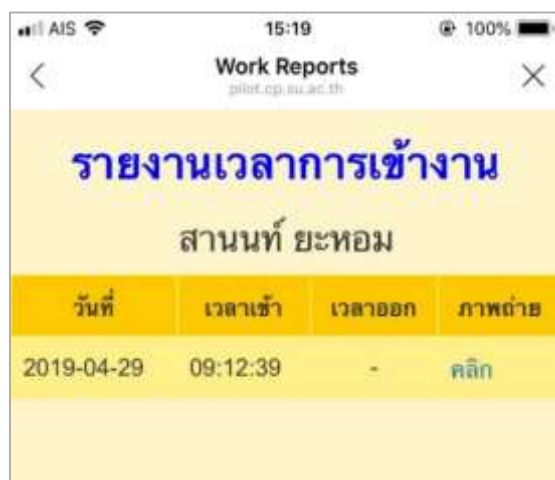 AIS 15:19 100%
Work Reports
pilot.cp.su.ac.th
รายงานเวลาการเข้างาน
สานนท์ ยะหอม
วันที่ เวลาเข้า เวลาออก ภาพถ่าย
2019-04-29 09:12:39 - คลิก